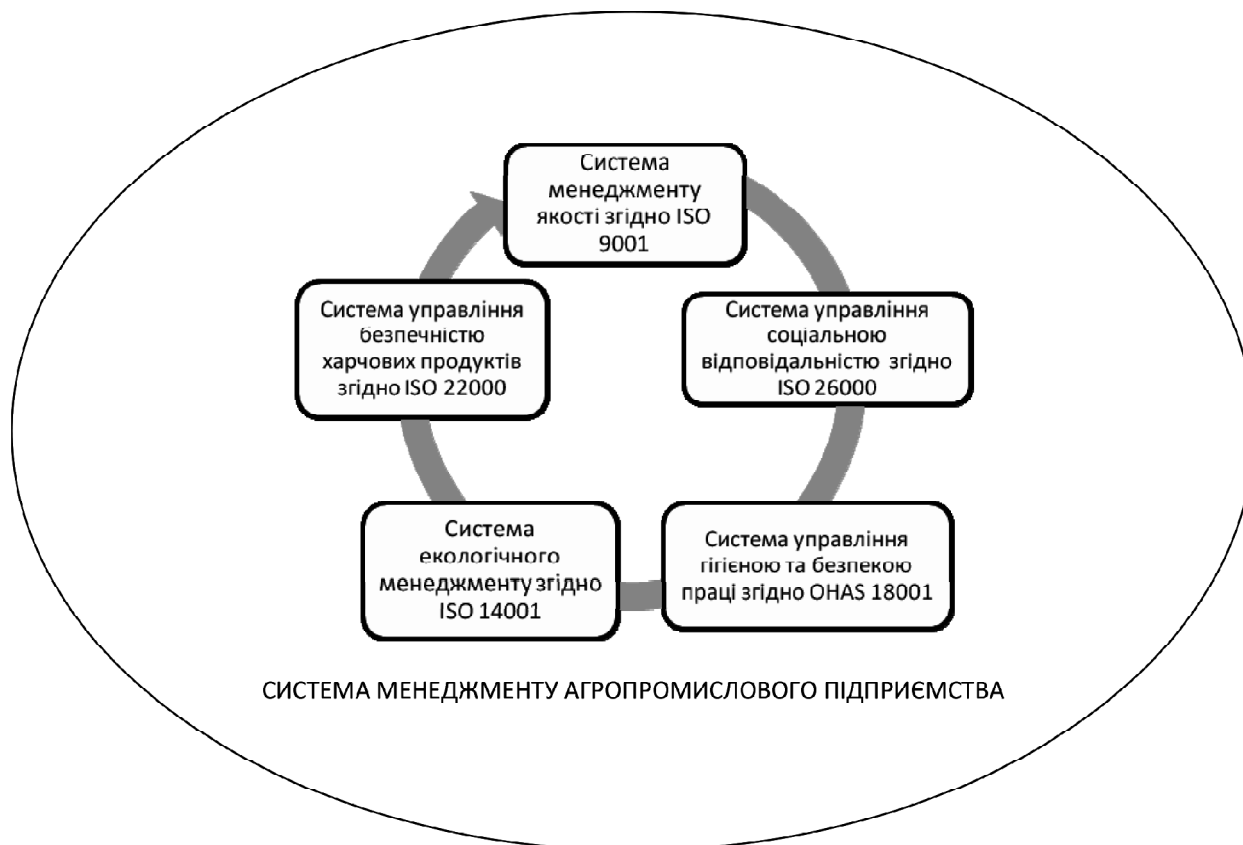 Система
менеджменту
якості згідно ISO
9001
Система управління
соціальною
відповідальністю згідно
ISO 26000
Система управління
гігієною та безпекою
праці згідно OHAS 18001
Система
екологічного
менеджменту згідно
ISO 14001
Система управління
безпечністю
харчових продуктів
згідно ISO 22000
СИСТЕМА МЕНЕДЖМЕНТУ АГРОПРОМИСЛОВОГО ПІДПРИЄМСТВА